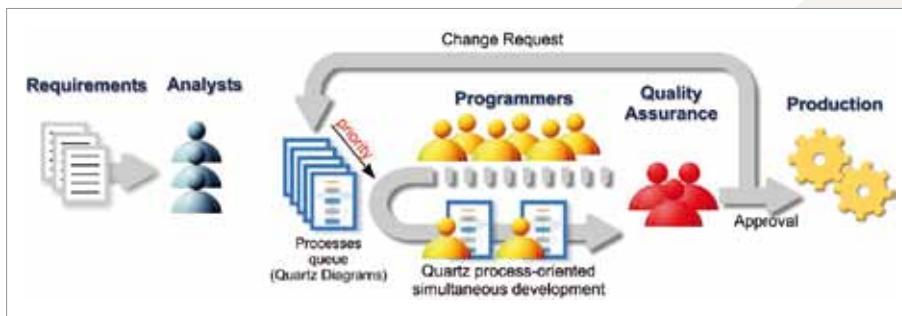 Change Request
Requirements
Analysts
Programmers
Quality
Assurance
Production
priority
Approval
Processes
queue
(Quartz Diagrams)
Quartz process-oriented
simultaneous development